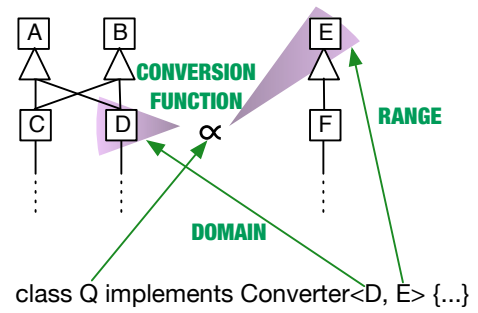 A
B
E
CONVERSION
FUNCTION
C
D
∝
F
RANGE
DOMAIN
class Q implements Converter<D, E> {...}